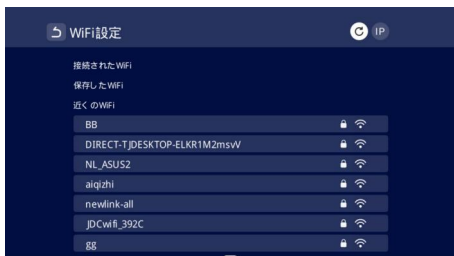 WiFi設定
IP
接続されたWiFi
保存したWiFi
近くのWiFi
BB
DIRECT-TJDESKTOP-ELKR1M2msvV
NL_ASUS2
aiqizhi
newlink-all
JDCwifi_392C
gg